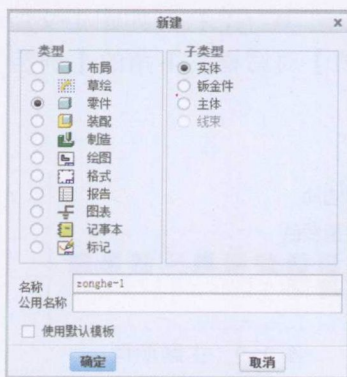 新建
类型
布局
草绘
零件
装配
制造
绘图
格式
报告
图表
记事本
标记
子类型
实体
钣金件
主体
线束
名称 zonghe-1
公用名称
使用默认模板
确定 取消